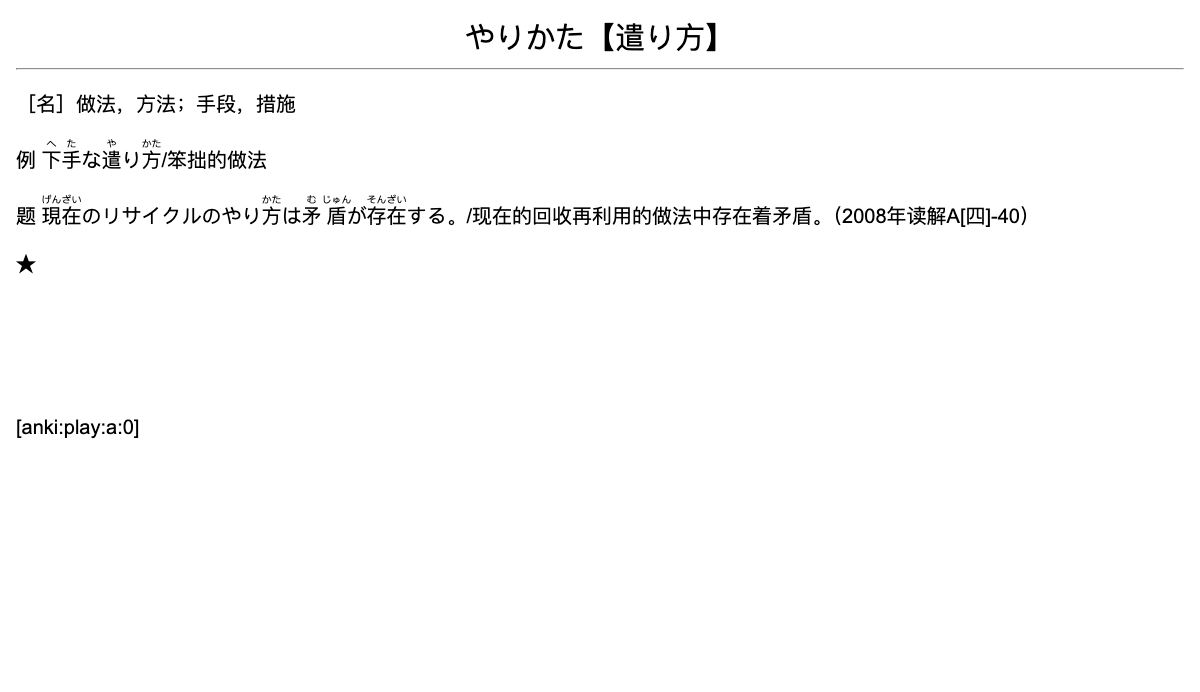 やりかた【遣り方】
［名］做法，方法；手段，措施
例 下手な遣り方/笨拙的做法
题 現在のリサイクルのやり方は矛盾が存在する。/现在的回收再利用的做法中存在着矛盾。（2008年读解A[四]-40）
★
[anki:play:a:0]